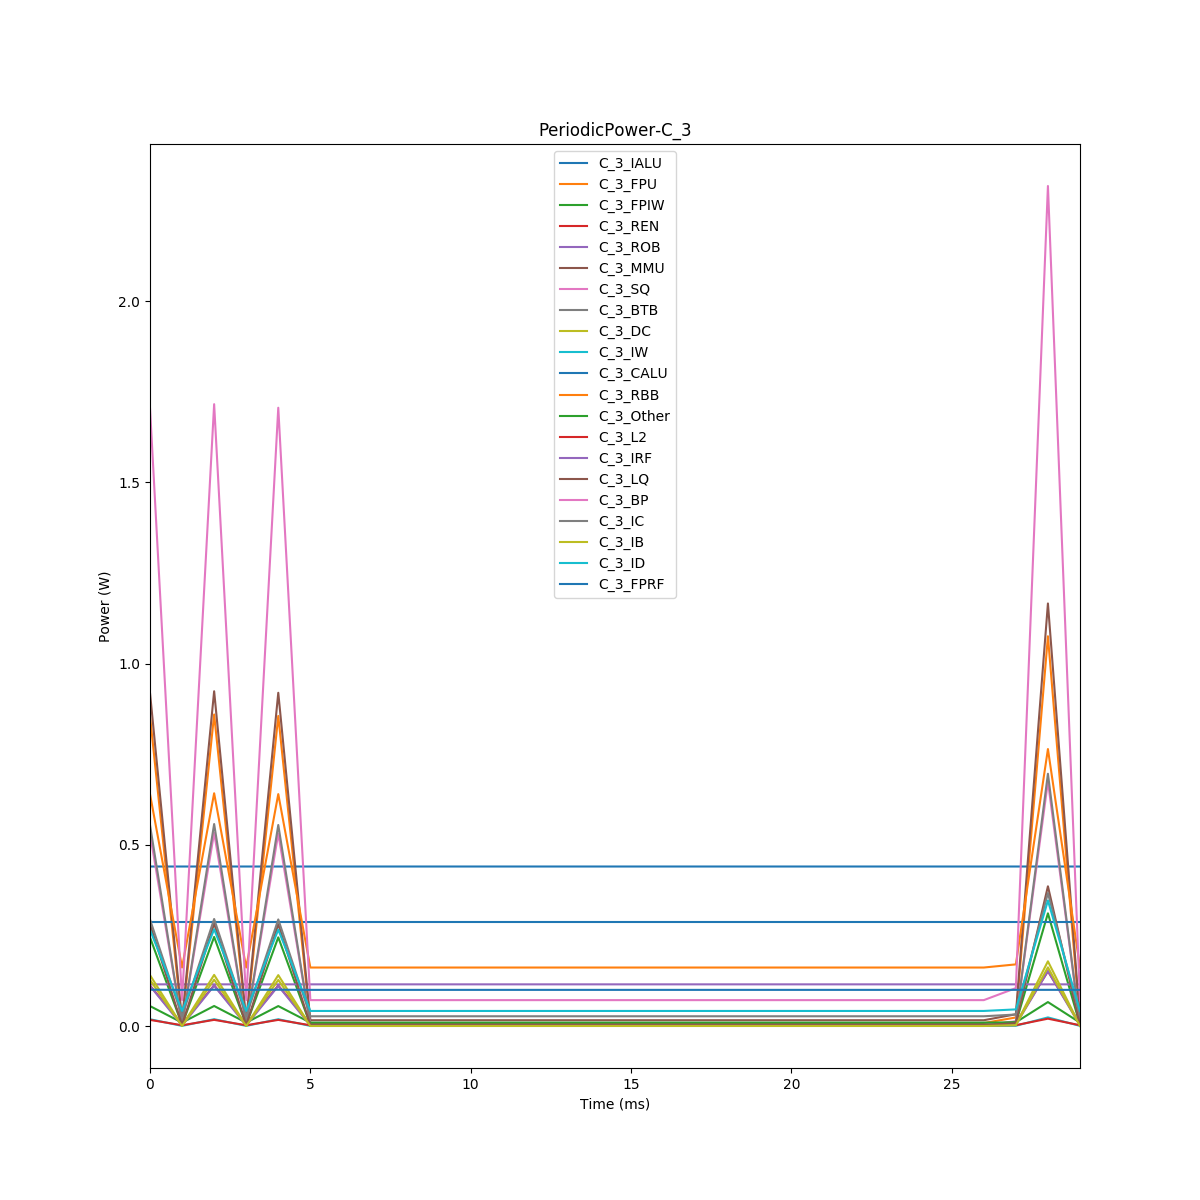 PeriodicPower-C_3
C_3_IALU
C_3_FPU
C_3_FPIW
C_3_REN
C_3_ROB
C_3_MMU
C_3_SQ
C_3_BTB
C_3_DC
C_3_IW
C_3_CALU
C_3_RBB
C_3_Other
C_3_L2
C_3_IRF
C_3_LQ
C_3_BP
C_3_IC
C_3_IB
C_3_ID
C_3_FPRF
Power (W)
2.0
1.5
1.0
0.5
0.0
0 5 10 15 20 25
Time (ms)